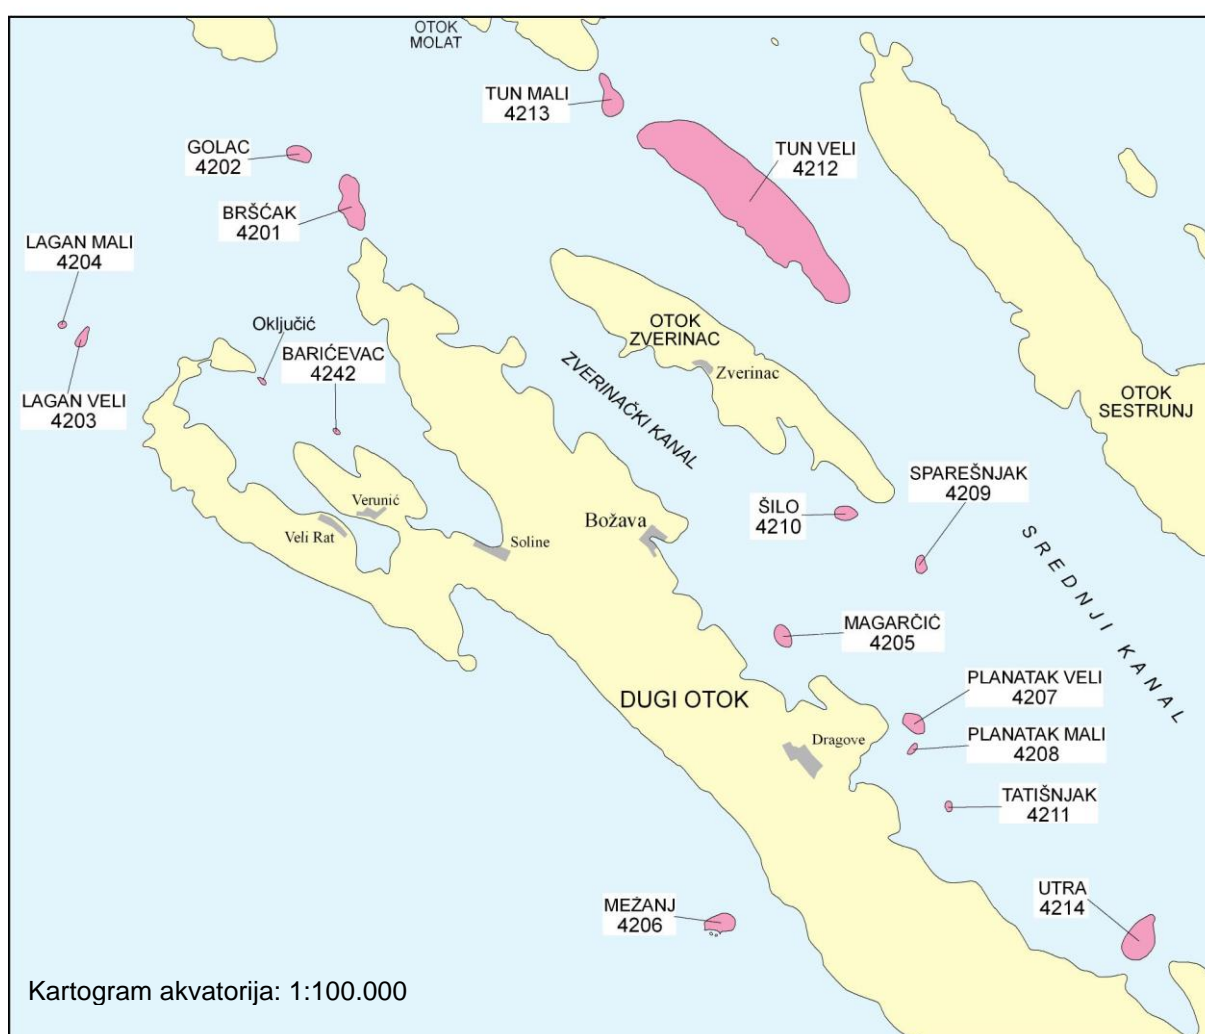 OTOK
MOLAT
TUN MALI
4213
GOLAC
4202
TUN VELI
4212
BRŠĆAK
4201
LAGAN MALI
4204
Oključić
BARIĆEVAC
4242
LAGAN VELI
4203
OTOK
ZVERINAC
Zverinac
ZVERINAČKI KANAL
OTOK
SESTRUNJ
SPAREŠNJAK
4209
ŠILO
4210
Verunić
Veli Rat
Soline
Božava
SREDNJI KANAL
MAGARČIĆ
4205
PLANATAK VELI
4207
DUGI OTOK
Dragove
PLANATAK MALI
4208
TATIŠNJAK
4211
MEŽANJ
4206
UTRA
4214
Kartogram akvatorija: 1:100.000